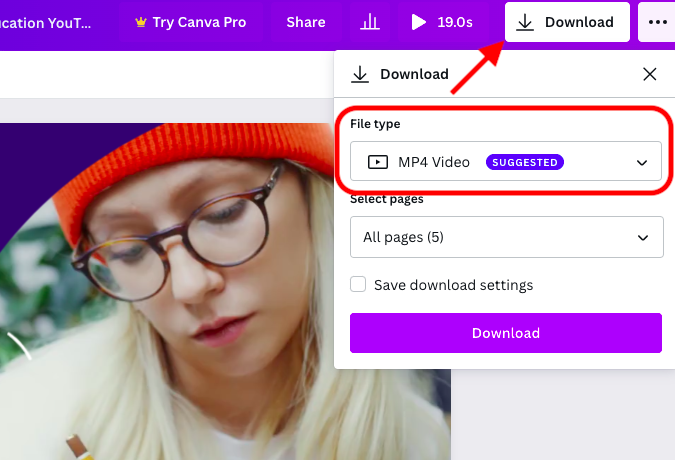 ucation YouT...
Try Canva Pro
Share
19.0s
Download
Download
File type
MP4 Video
SUGGESTED
Select pages
All pages (5)
Save download settings
Download